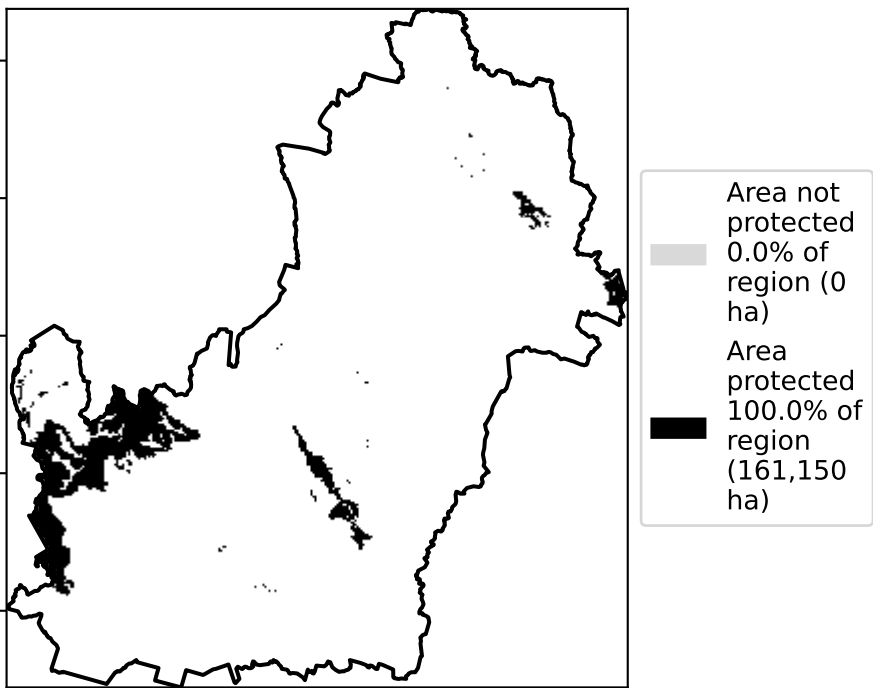 Area not
protected
0.0% of
region (0
ha)
Area
protected
100.0% of
region
(161,150
ha)